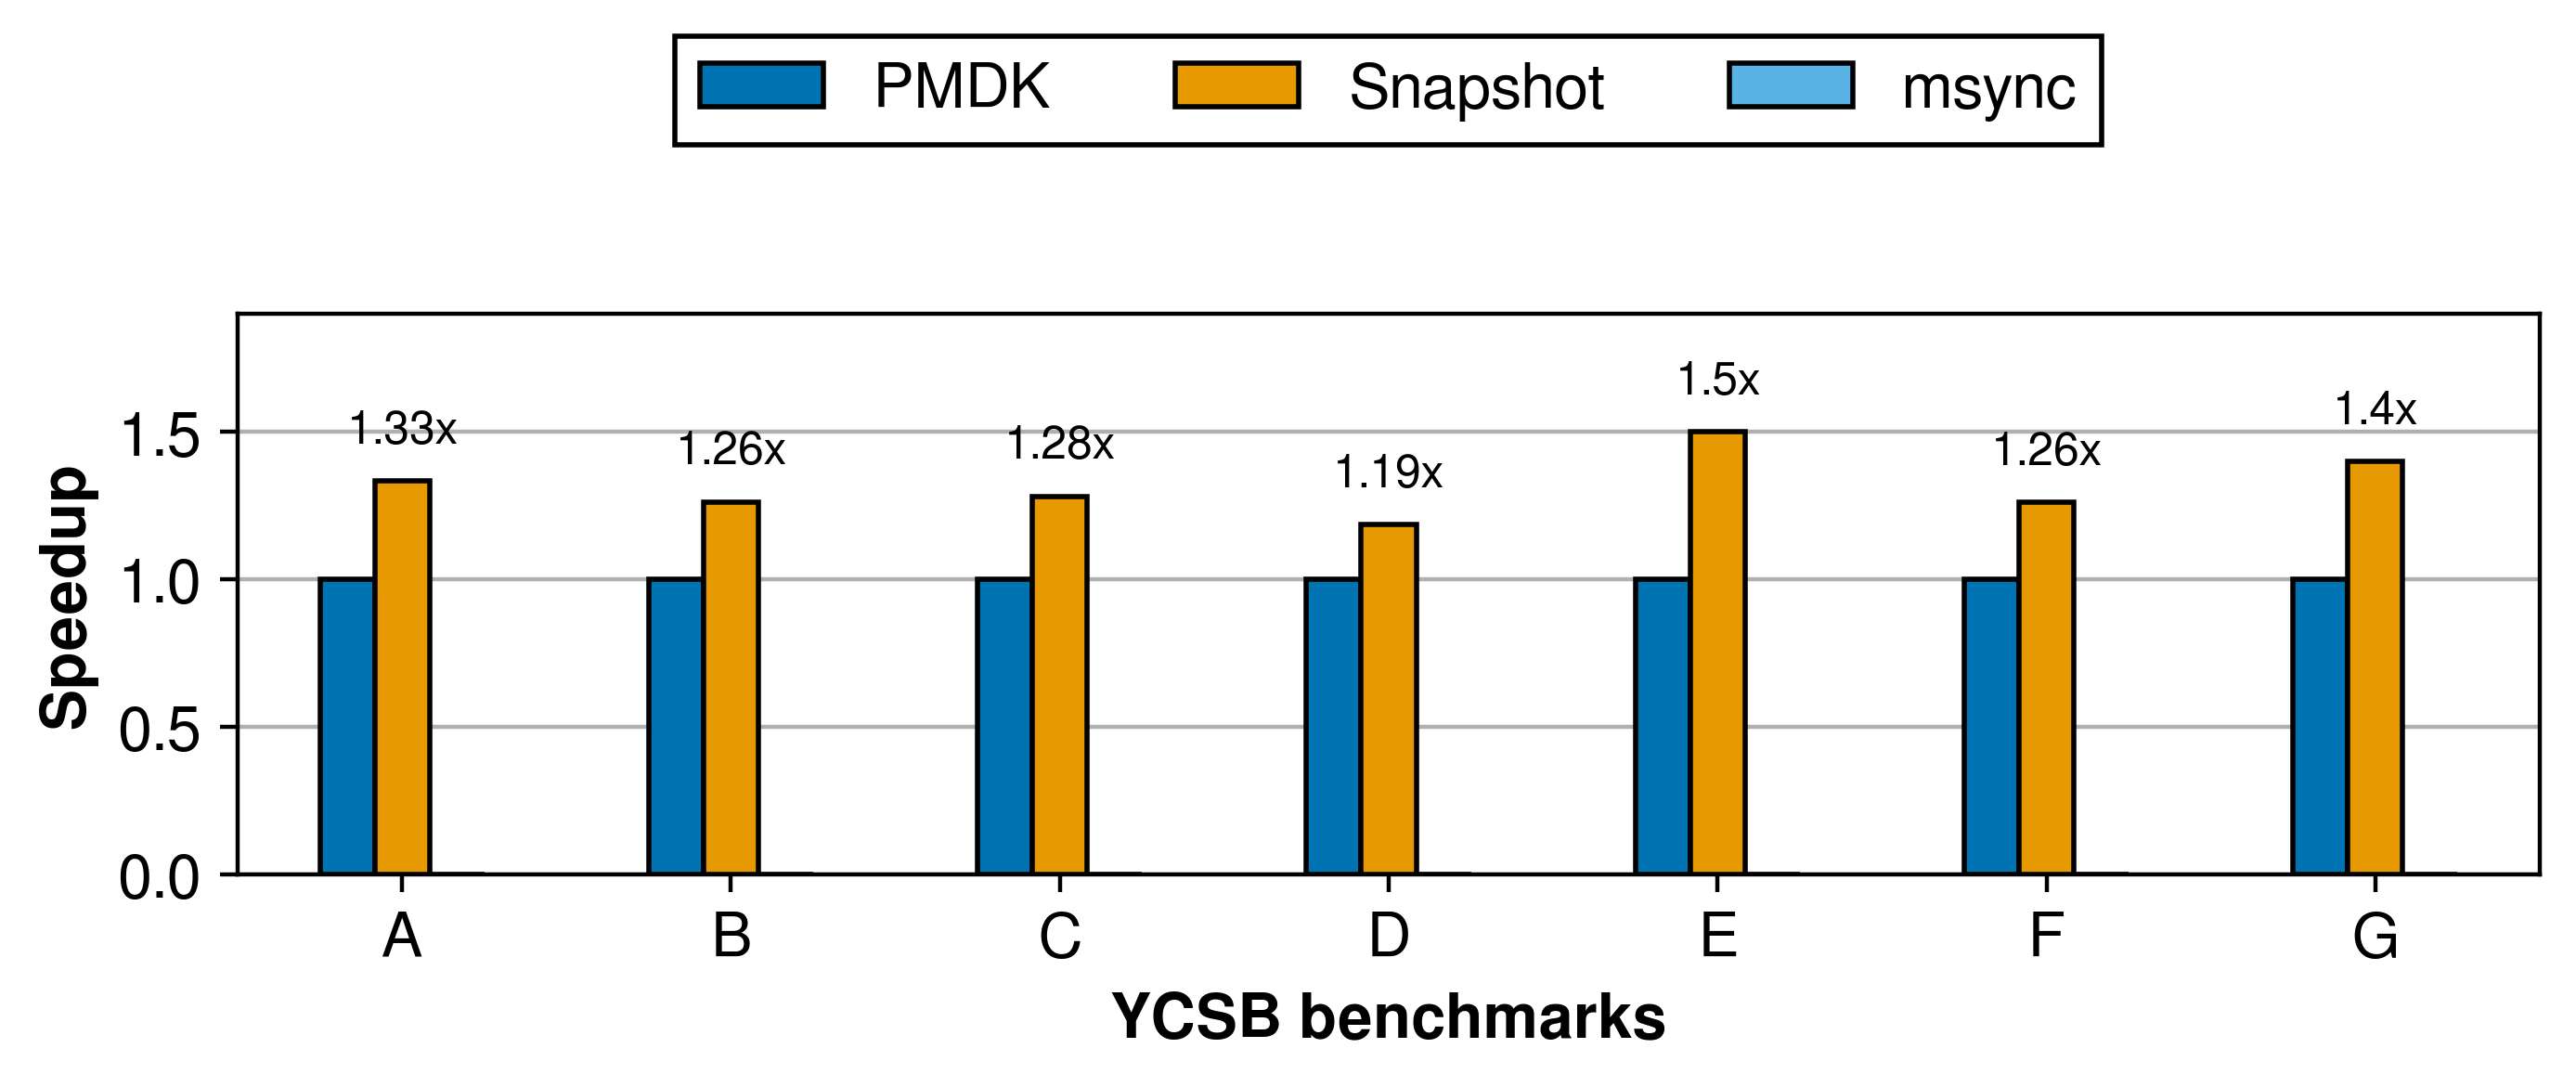 PMDK Snapshot msync
1.33x 1.26x 1.28x 1.19x 1.5x 1.26x 1.4x
Speedup
1.5
1.0
0.5
0.0
A B C D E F G
YCSB benchmarks